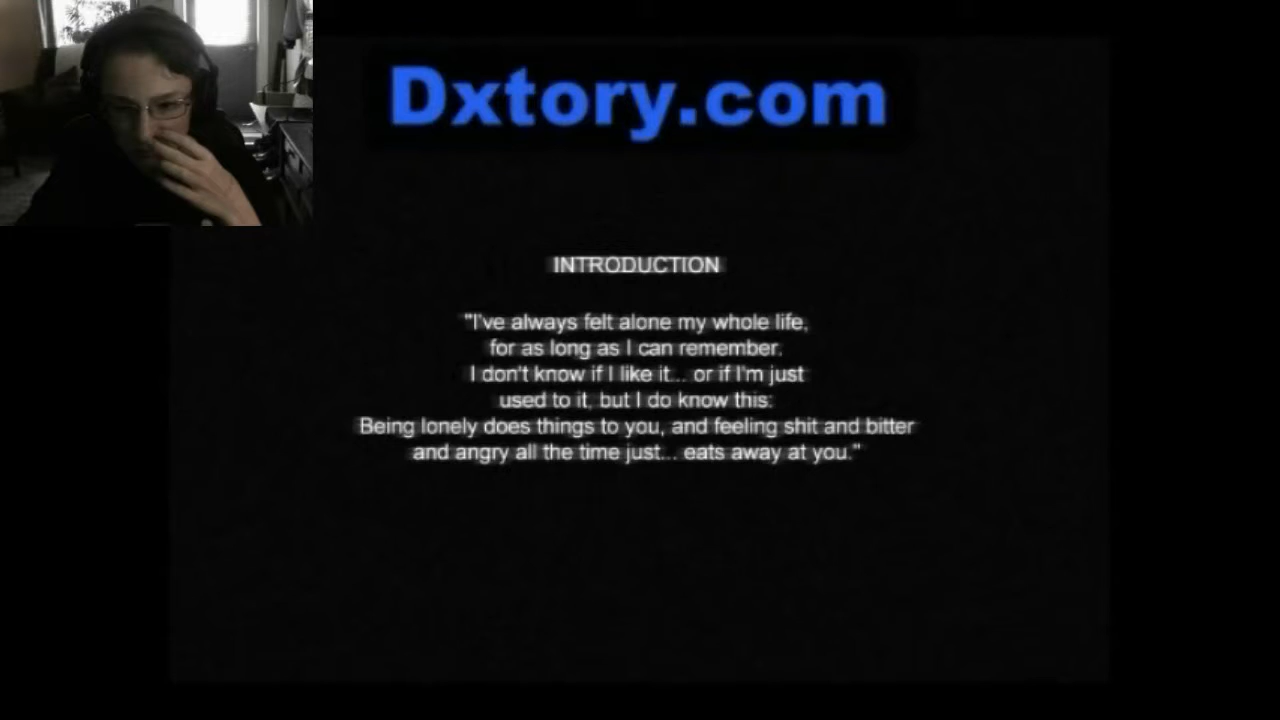 Dxtory.com
INTRODUCTION
"I've always felt alone my whole life,
for as long as I can remember.
I don't know if I like it... or if I'm just
used to it, but I do know this:
Being lonely does things to you, and feeling shit and bitter
and angry all the time just... eats away at you."